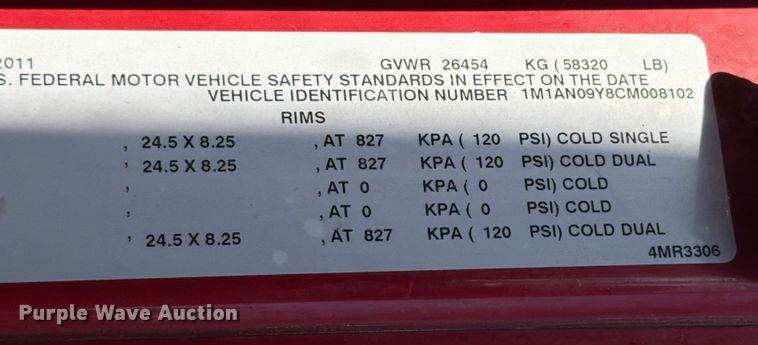 2011 GVWR 26454 KG (58320 LB)
S. FEDERAL MOTOR VEHICLE SAFETY STANDARDS IN EFFECT ON THE DATE
VEHICLE IDENTIFICATION NUMBER 1M1AN09Y8CM008102
RIMS
, 24.5 X 8.25 , AT 827 KPA ( 120 PSI) COLD SINGLE
, 24.5 X 8.25 , AT 827 KPA ( 120 PSI) COLD DUAL
, , AT 0 KPA ( 0 PSI) COLD
, , AT 0 KPA ( 0 PSI) COLD
, 24.5 X 8.25 , AT 827 KPA ( 120 PSI) COLD DUAL
4MR3306
Purple Wave Auction